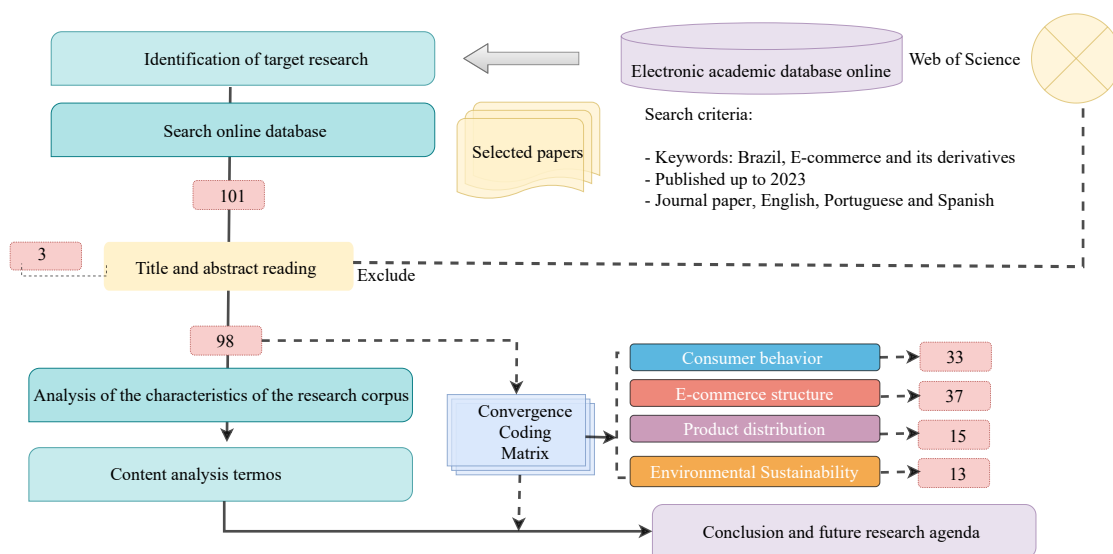 Identification of target research
Electronic academic database online
Web of Science
Search online database
Selected papers
Search criteria:
- Keywords: Brazil, E-commerce and its derivatives
- Published up to 2023
- Journal paper, English, Portuguese and Spanish
101
3
Title and abstract reading
Exclude
98
Analysis of the characteristics of the research corpus
Content analysis termos
Convergence
Coding
Matrix
Consumer behavior
33
E-commerce structure
37
Product distribution
15
Environmental Sustainability
13
Conclusion and future research agenda